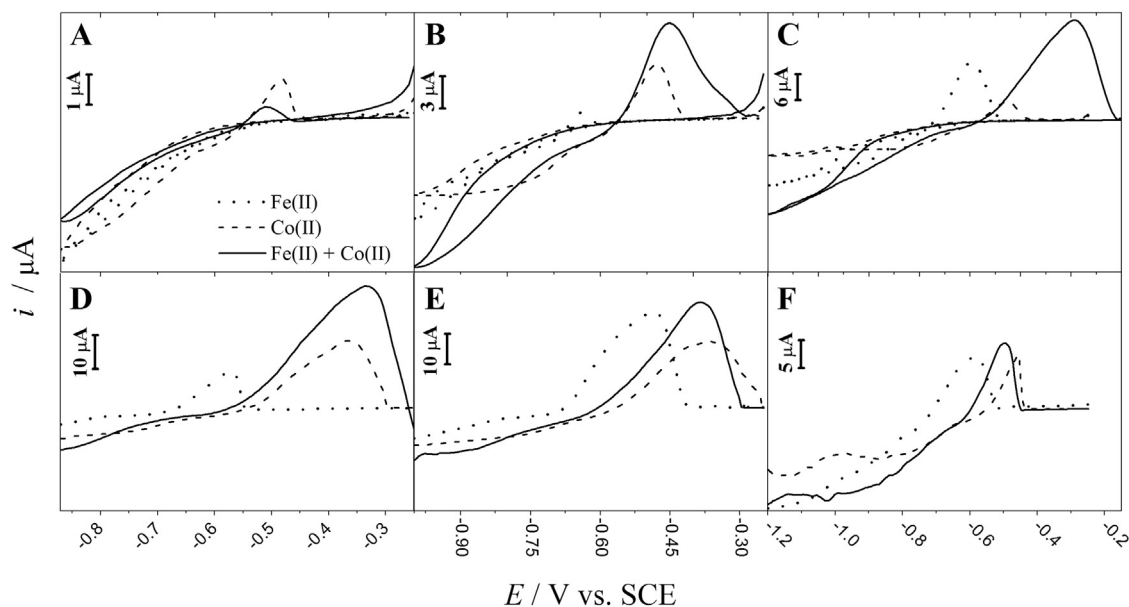 A
B
C
1 µA
3 µA
6 µA
Fe(II)
Co(II)
Fe(II) + Co(II)
i / µA
D
E
F
10 µA
10 µA
5 µA
-0.8 -0.7 -0.6 -0.5 -0.4 -0.3
-0.90 -0.75 -0.60 -0.45 -0.30
-1.2 -1.0 -0.8 -0.6 -0.4 -0.2
E / V vs. SCE